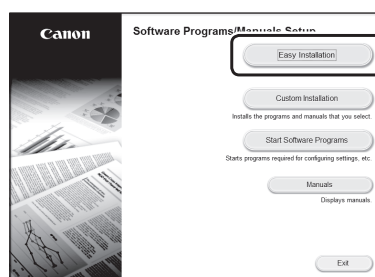 Canon
Software Programs/Manuals Setup
Easy Installation
Custom Installation
Installs the programs and manuals that you select.
Start Software Programs
Starts programs required for configuring settings, etc.
Manuals
Displays manuals.
Exit